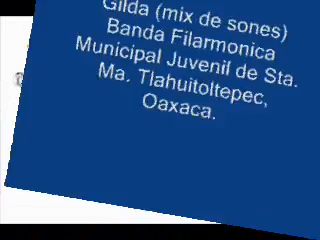 Gilda (mix de sones)
Banda Filarmonica
Municipal Juvenil de Sta.
Ma. Tlahuitoltepec,
Oaxaca.